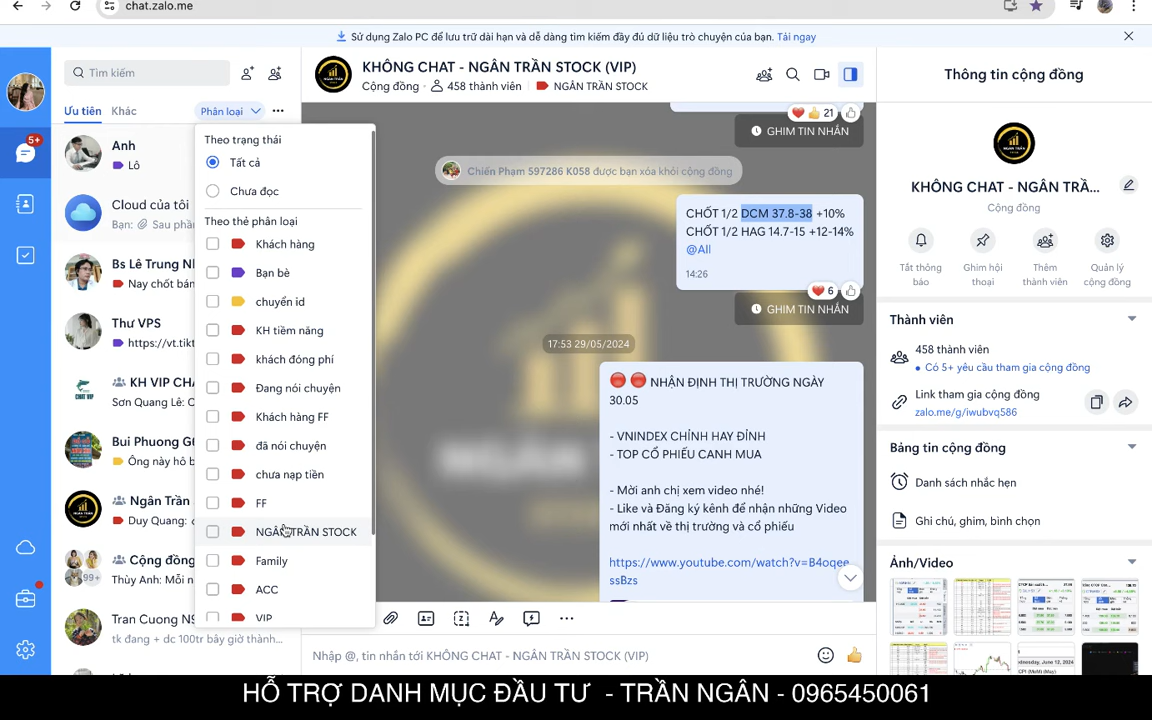 chat.zalo.me
Sử dụng Zalo PC để lưu trữ dài hạn và dễ dàng tìm kiếm đầy đủ dữ liệu trò chuyện của bạn. Tải ngay
Tìm kiếm
Ưu tiên
Khác
Phân loại
5+
Anh
Lô
Cloud của tôi
Bạn: Sau phầ
Bs Lê Trung N
Nay chốt bán
Thư VPS
https://vt.tikt
KH VIP CH
Sơn Quang Lê: C
Bui Phuong G
Ông này hồ b
Ngân Trần
Duy Quang:
Cộng đồng
Thùy Anh: Mỗi n
99+
Tran Cuong NS
tk đang + dc 100tr bây giờ thành...
Theo trạng thái
Tất cả
Chưa đọc
Theo thẻ phân loại
Khách hàng
Bạn bè
chuyển id
KH tiềm năng
khách đóng phí
Đang nói chuyện
Khách hàng FF
đã nói chuyện
chưa nạp tiền
FF
NGÂN TRẦN STOCK
Family
ACC
VIP
KHÔNG CHAT - NGÂN TRẦN STOCK (VIP)
Cộng đồng
458 thành viên
NGÂN TRẦN STOCK
21
GHIM TIN NHẮN
Chiến Phạm 597286 K058 được bạn xóa khỏi cộng đồng
CHỐT 1/2 DCM 37.8-38 +10%
CHỐT 1/2 HAG 14.7-15 +12-14%
@All
14:26
6
GHIM TIN NHẮN
17:53 29/05/2024
NHẬN ĐỊNH THỊ TRƯỜNG NGÀY
30.05
- VNINDEX CHỈNH HAY ĐỈNH
- TOP CỔ PHIẾU CANH MUA
- Mời anh chị xem video nhé!
- Like và Đăng ký kênh để nhận những Video
mới nhất về thị trường và cổ phiếu
https://www.youtube.com/watch?v=B4oqee
ssBzs
NGÂN
Nhập @, tin nhắn tới KHÔNG CHAT - NGÂN TRẦN STOCK (VIP)
Thông tin cộng đồng
KHÔNG CHAT - NGÂN TRẦ...
Cộng đồng
Tắt thông
báo
Ghim hội
thoại
Thêm
thành viên
Quản lý
cộng đồng
Thành viên
458 thành viên
Có 5+ yêu cầu tham gia cộng đồng
Link tham gia cộng đồng
zalo.me/g/iwubvq586
Bảng tin cộng đồng
Danh sách nhắc hẹn
Ghi chú, ghim, bình chọn
Ảnh/Video
HỖ TRỢ DANH MỤC ĐẦU TƯ - TRẦN NGÂN - 0965450061